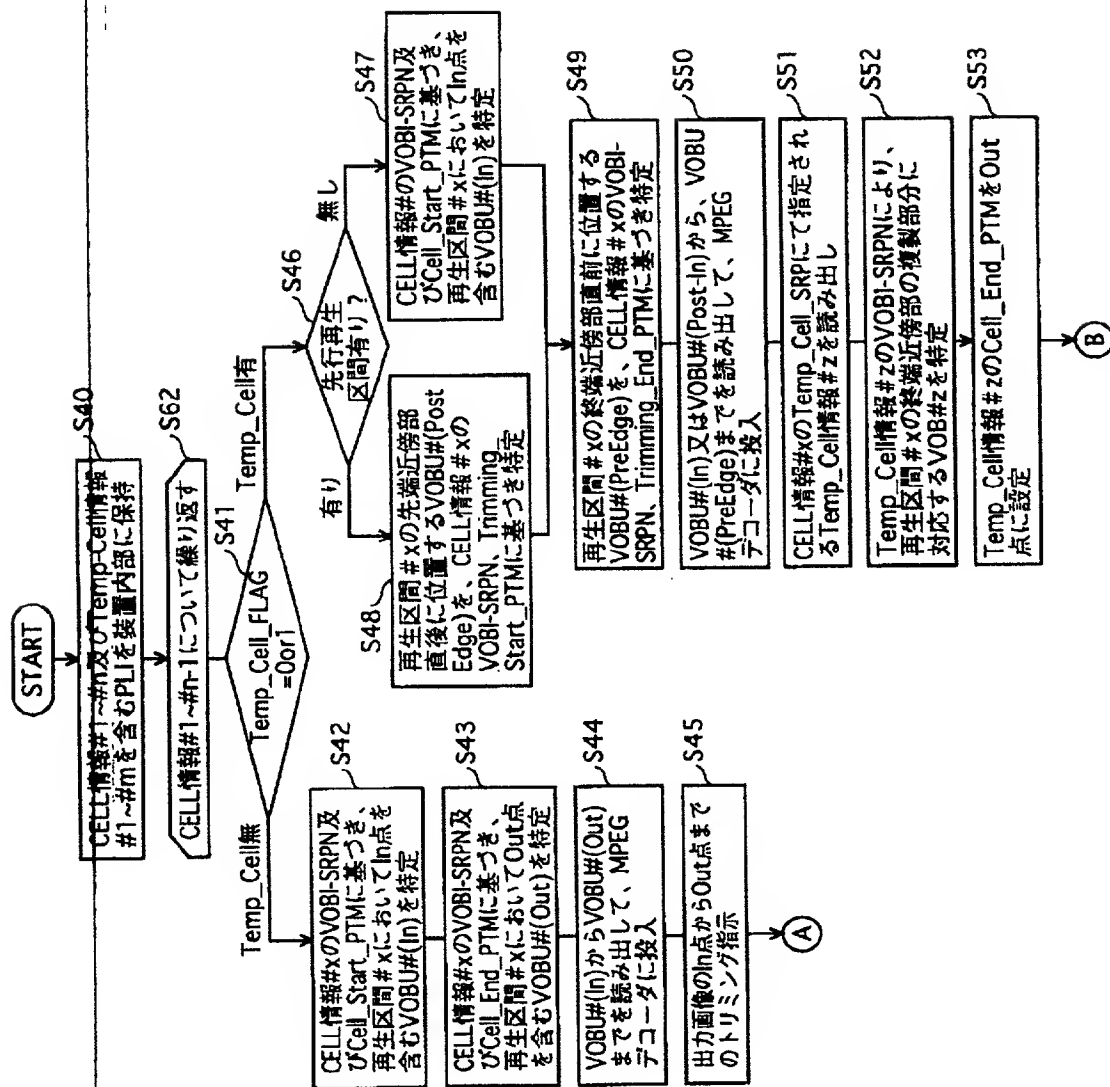 START
S40
CELL情報#1~#n及びTemp-Cell情報
#1~#mを含むPLIを装置内部に保持
S62
CELL情報#1~#n-1について繰り返す
S41
Temp_Cell_FLAG
=0or1
Temp_Cell無
Temp_Cell有
S42
CELL情報#xのVOBI-SRPN及
びCell_Start_PTMに基づき、
再生区間#xにおいてIn点を
含むVOBU#(In)を特定
S43
CELL情報#xのVOBI-SRPN及
びCell_End_PTMに基づき、
再生区間#xにおいてOut点
を含むVOBU#(Out)を特定
S44
VOBU#(In)からVOBU#(Out)
までを読み出して、MPEG
デコーダに投入
S45
出力画像のIn点からOut点まで
のトリミング指示
A
S46
先行再生
区間有り?
有り
無し
S47
CELL情報#のVOBI-SRPN及
びCell_Start_PTMに基づき、
再生区間#xにおいてIn点を
含むVOBU#(In)を特定
S48
再生区間#xの先端近傍部
直後に位置するVOBU#(Post
Edge)を、CELL情報#xの
VOBI-SRPN、Trimming_
Start_PTMに基づき特定
S49
再生区間#xの終端近傍部直前に位置する
VOBU#(PreEdge)を、CELL情報#xのVOBI-
SRPN、Trimming_End_PTMに基づき特定
S50
VOBU#(In)又はVOBU#(Post-In)から、VOBU
#(PreEdge)までを読み出して、MPEG
デコーダに投入
S51
CELL情報#xのTemp_Cell_SRPにて指定され
るTemp_Cell情報#zを読み出し
S52
Temp_Cell情報#zのVOBI-SRPNにより、
再生区間#xの終端近傍部の複製部分に
対応するVOB#zを特定
S53
Temp_Cell情報#zのCell_End_PTMをOut
点に設定
B